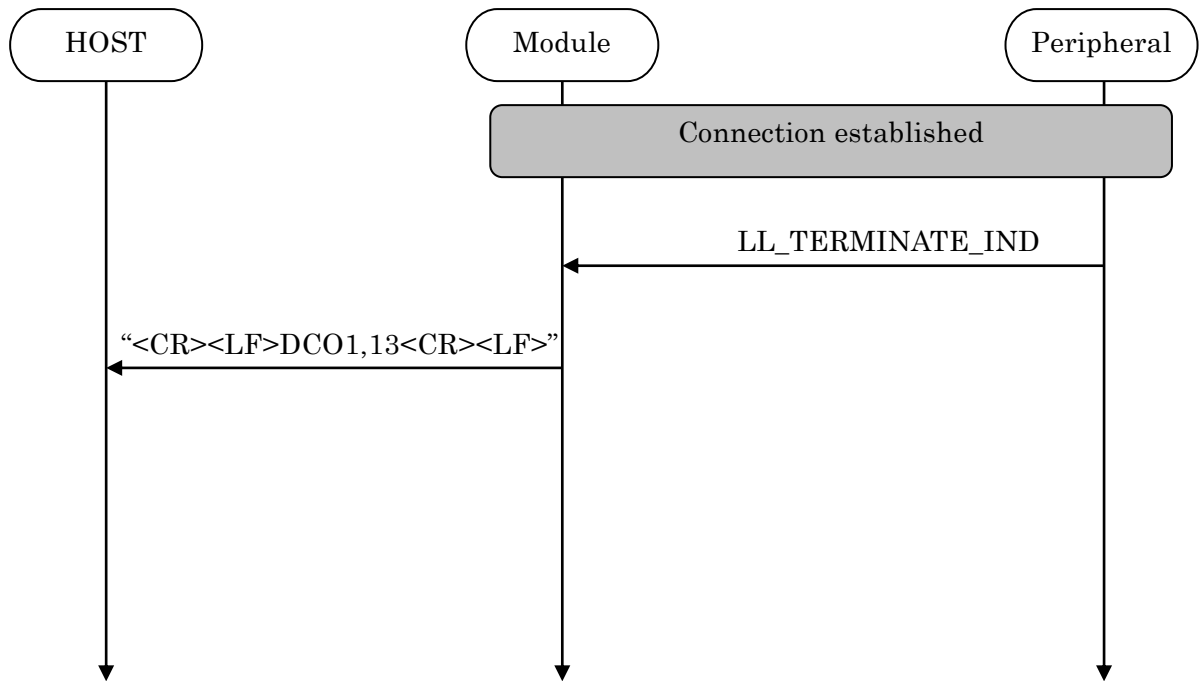 HOST
Module
Peripheral
Connection established
LL_TERMINATE_IND
“<CR><LF>DCO1,13<CR><LF>”